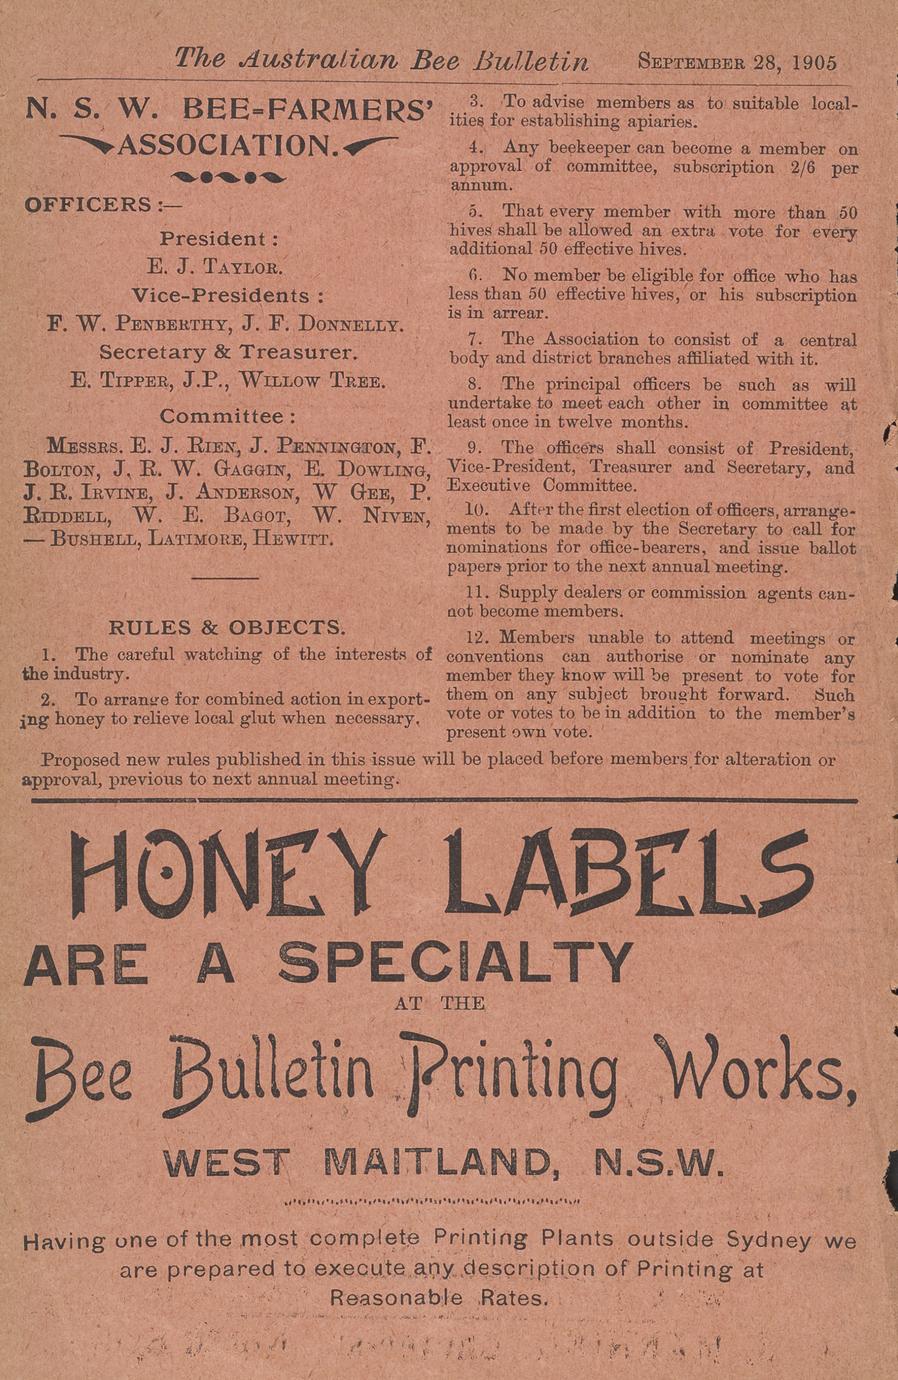 The Australian Bee Bulletin SEPTEMBER 28, 1905
N. S. W. BEE=FARMERS'
ASSOCIATION.
OFFICERS :—
President :
E. J. TAYLOR.
Vice-Presidents :
F. W. PENBERTHY, J. F. DONNELLY.
Secretary & Treasurer.
E. TIPPER, J.P., WILLOW TREE.
Committee :
MESSRS. E. J. RIEN, J. PENNINGTON, F.
BOLTON, J. R. W. GAGGIN, E. DOWLING,
J. R. IRVINE, J. ANDERSON, W GEE, P.
RIDDELL, W. E. BAGOT, W. NIVEN,
— BUSHELL, LATIMORE, HEWITT.
RULES & OBJECTS.
1. The careful watching of the interests of
the industry.
2. To arrange for combined action in export-
ing honey to relieve local glut when necessary.
3. To advise members as to suitable local-
ities for establishing apiaries.
4. Any beekeeper can become a member on
approval of committee, subscription 2/6 per
annum.
5. That every member with more than 50
hives shall be allowed an extra vote for every
additional 50 effective hives.
6. No member be eligible for office who has
less than 50 effective hives, or his subscription
is in arrear.
7. The Association to consist of a central
body and district branches affiliated with it.
8. The principal officers be such as will
undertake to meet each other in committee at
least once in twelve months.
9. The officers shall consist of President,
Vice-President, Treasurer and Secretary, and
Executive Committee.
10. After the first election of officers, arrange-
ments to be made by the Secretary to call for
nominations for office-bearers, and issue ballot
papers prior to the next annual meeting.
11. Supply dealers or commission agents can-
not become members.
12. Members unable to attend meetings or
conventions can authorise or nominate any
member they know will be present to vote for
them on any subject brought forward. Such
vote or votes to be in addition to the member's
present own vote.
Proposed new rules published in this issue will be placed before members for alteration or
approval, previous to next annual meeting.
HONEY LABELS
ARE A SPECIALTY
AT THE
Bee Bulletin Printing Works,
WEST MAITLAND, N.S.W.
Having one of the most complete Printing Plants outside Sydney we
are prepared to execute any description of Printing at
Reasonable Rates.